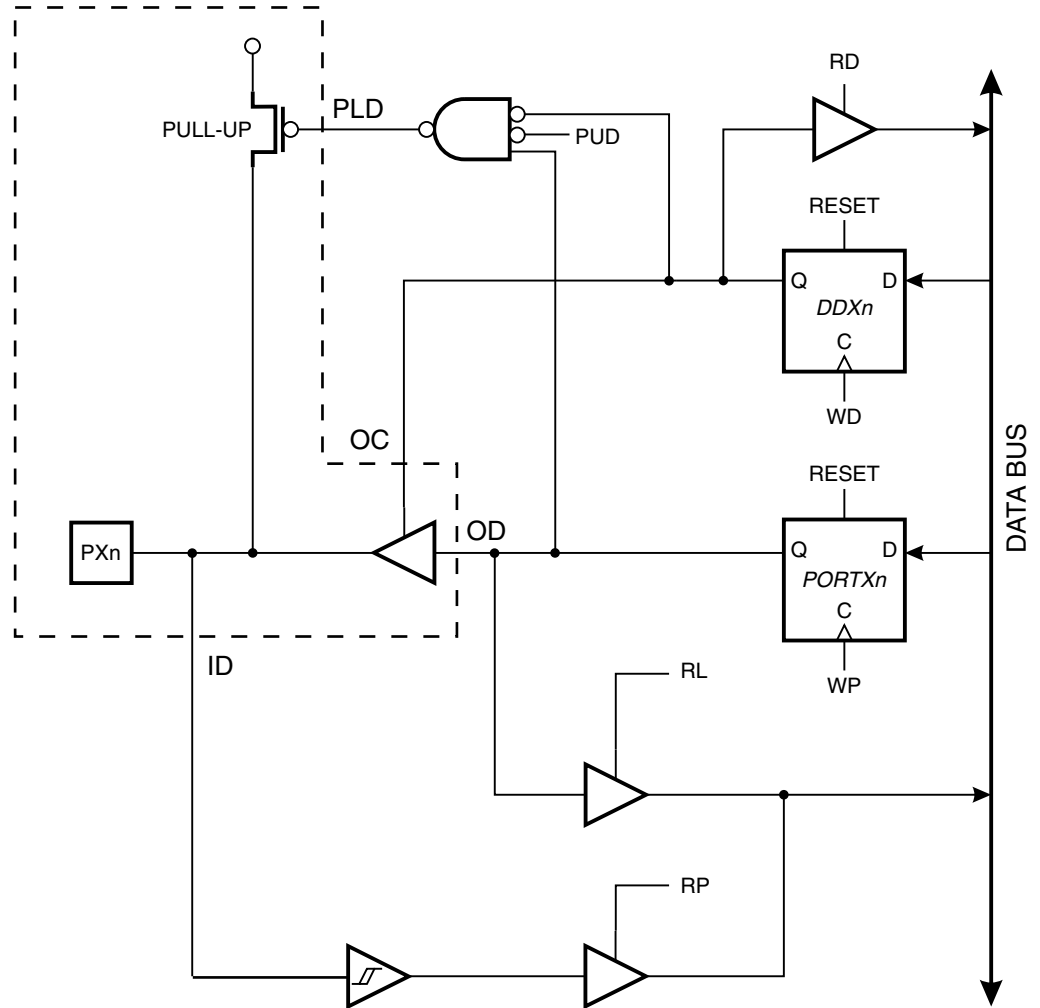 RD
PLD
PULL-UP
PUD
RESET
Q
D
DDXn
C
WD
OC
RESET
DATA BUS
OD
PXn
Q
D
PORTXn
C
WP
ID
RL
RP